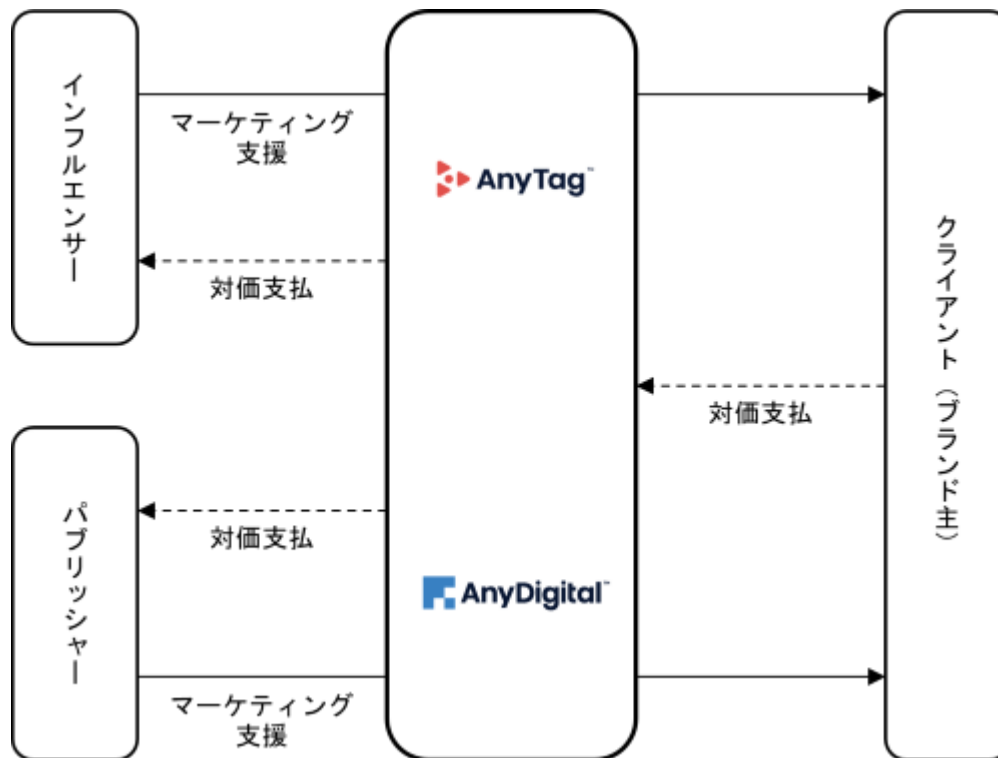 インフルエンサー
マーケティング
支援
対価支払
AnyTag™
クライアント（ブランド主）
対価支払
パブリッシャー
対価支払
AnyDigital™
マーケティング
支援